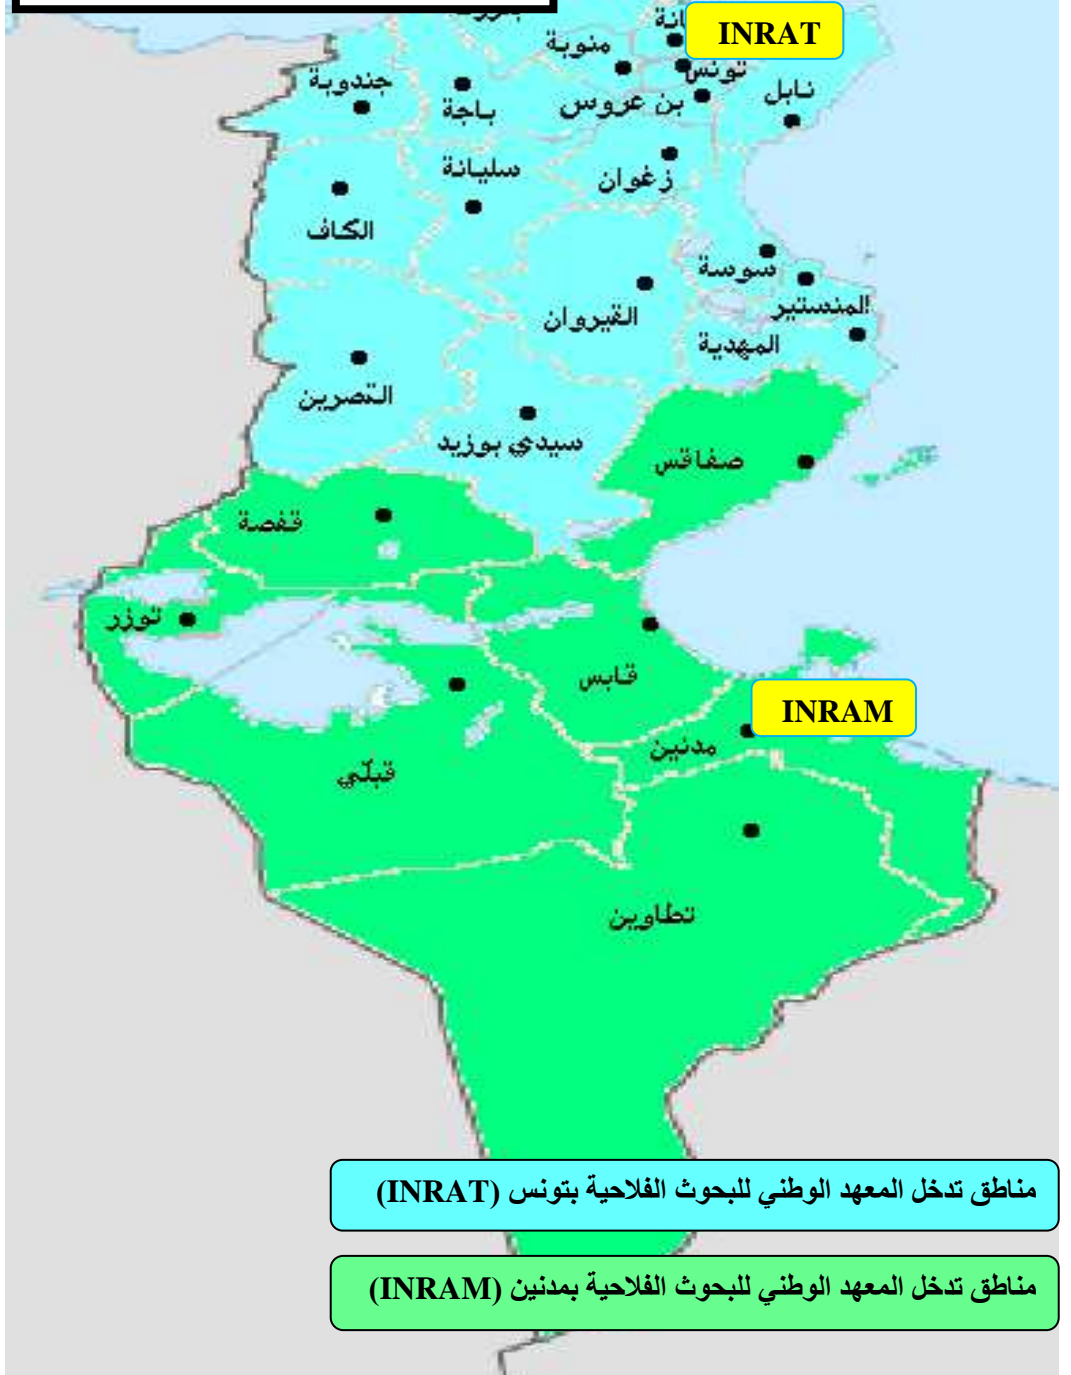 INRAT
منوبة
تونس
جندوبة
باجة
بن عروس
نابل
سليانة
زغوان
الكاف
سوسة
المنستير
القيروان
المهدية
التصرين
سيدي بوزيد
صفاقس
قفصة
توزر
قابس
INRAM
مدنين
قبلّي
تطاوين
مناطق تدخل المعهد الوطني للبحوث الفلاحية بتونس (INRAT)
مناطق تدخل المعهد الوطني للبحوث الفلاحية بمدنين (INRAM)